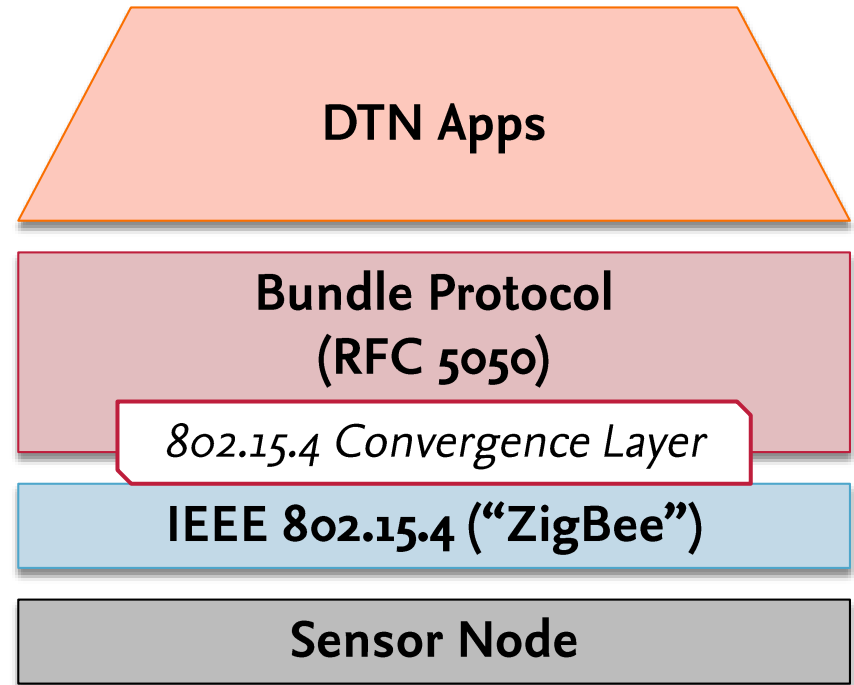 DTN Apps
Bundle Protocol
(RFC 5050)
802.15.4 Convergence Layer
IEEE 802.15.4 (“ZigBee”)
Sensor Node